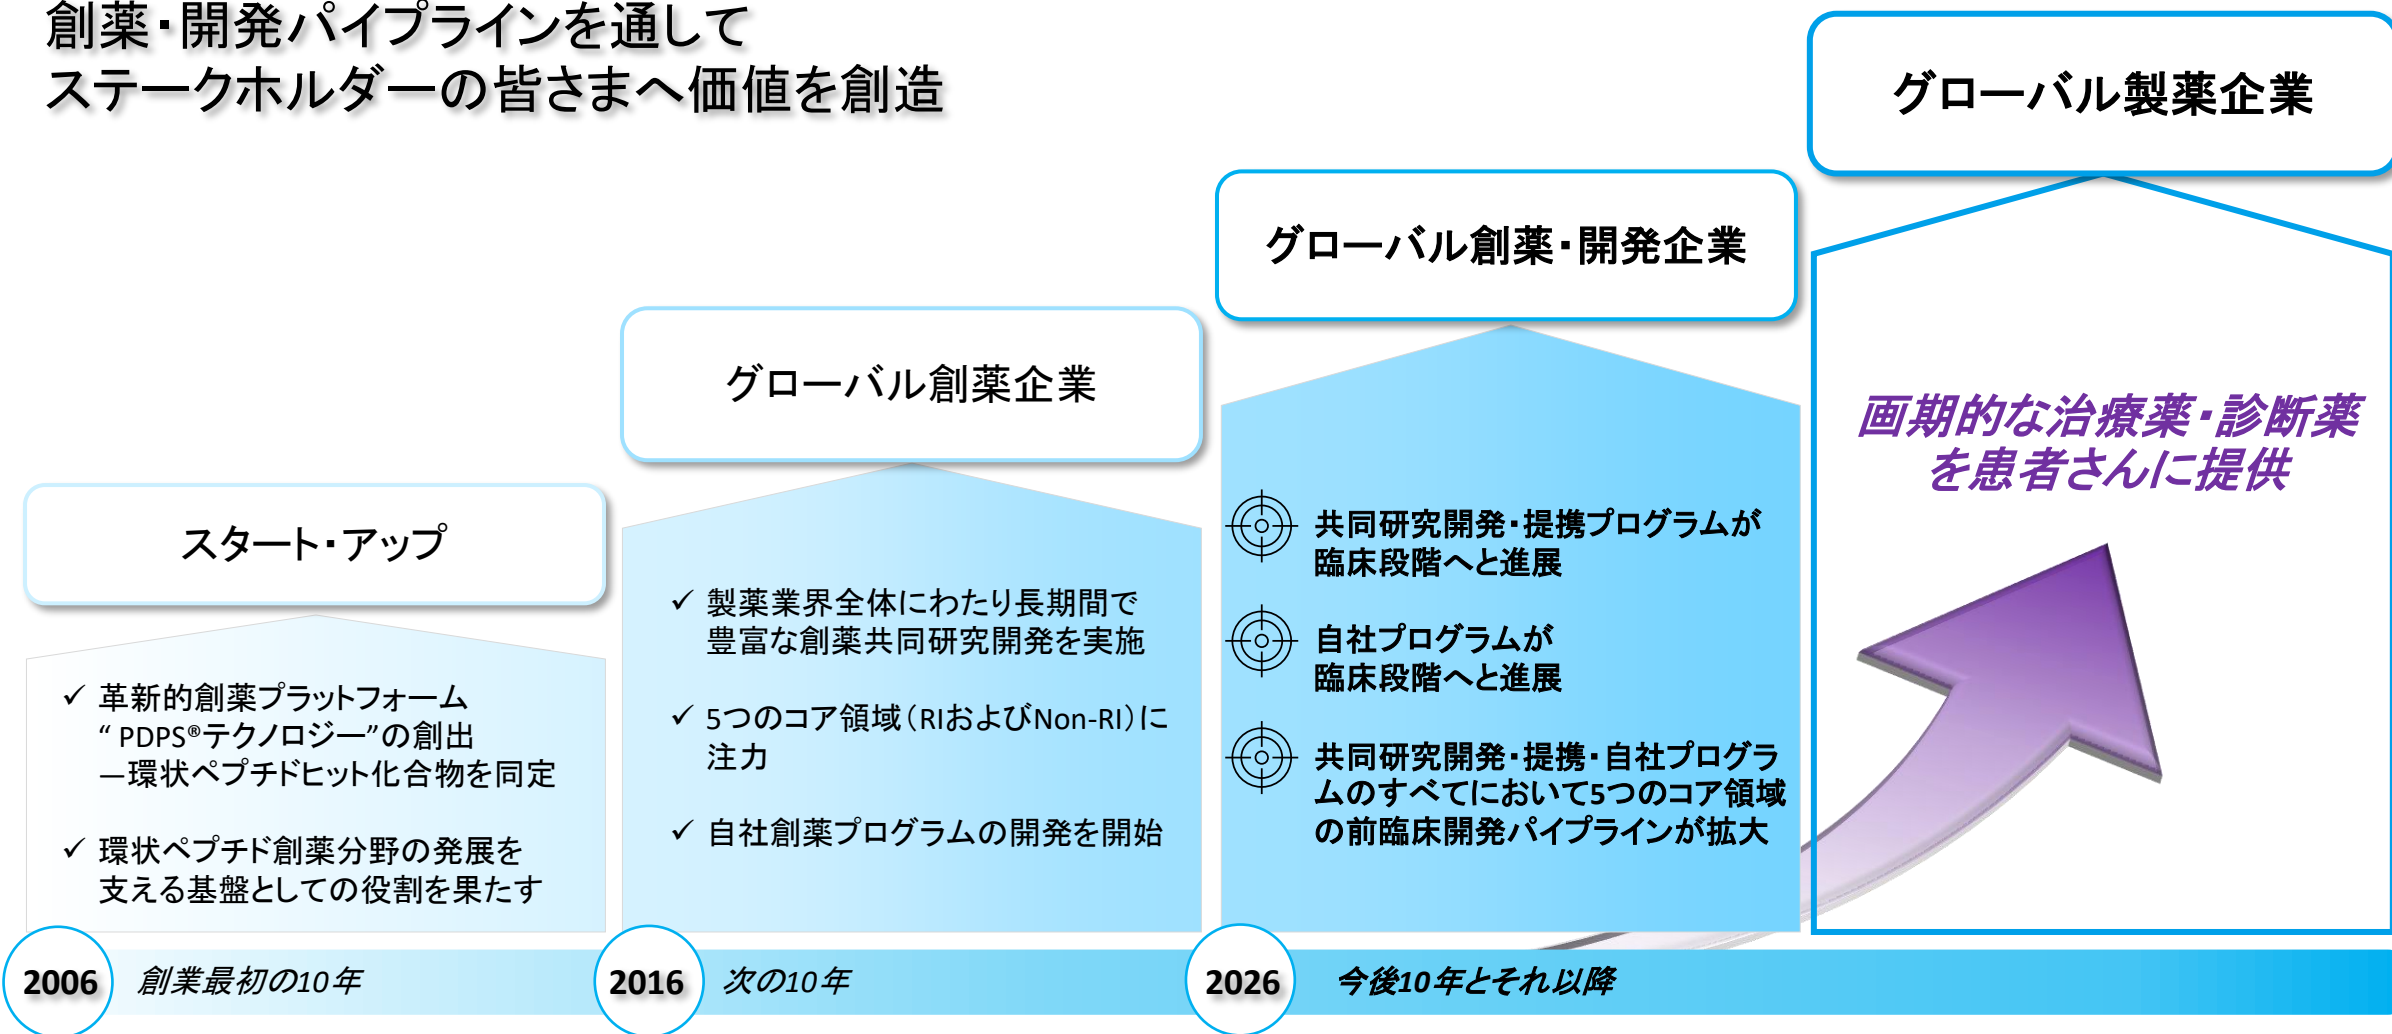 創薬・開発パイプラインを通して
ステークホルダーの皆さまへ価値を創造
スタート・アップ
✓ 革新的創薬プラットフォーム
“ PDPS®テクノロジー”の創出
―環状ペプチドヒット化合物を同定
✓ 環状ペプチド創薬分野の発展を
支える基盤としての役割を果たす
グローバル創薬企業
✓ 製薬業界全体にわたり長期間で
豊富な創薬共同研究開発を実施
✓ 5つのコア領域（RIおよびNon-RI）に
注力
✓ 自社創薬プログラムの開発を開始
グローバル創薬・開発企業
共同研究開発・提携プログラムが
臨床段階へと進展
自社プログラムが
臨床段階へと進展
共同研究開発・提携・自社プログラ
ムのすべてにおいて5つのコア領域
の前臨床開発パイプラインが拡大
グローバル製薬企業
画期的な治療薬・診断薬
を患者さんに提供
2006 創業最初の10年
2016 次の10年
2026 今後10年とそれ以降